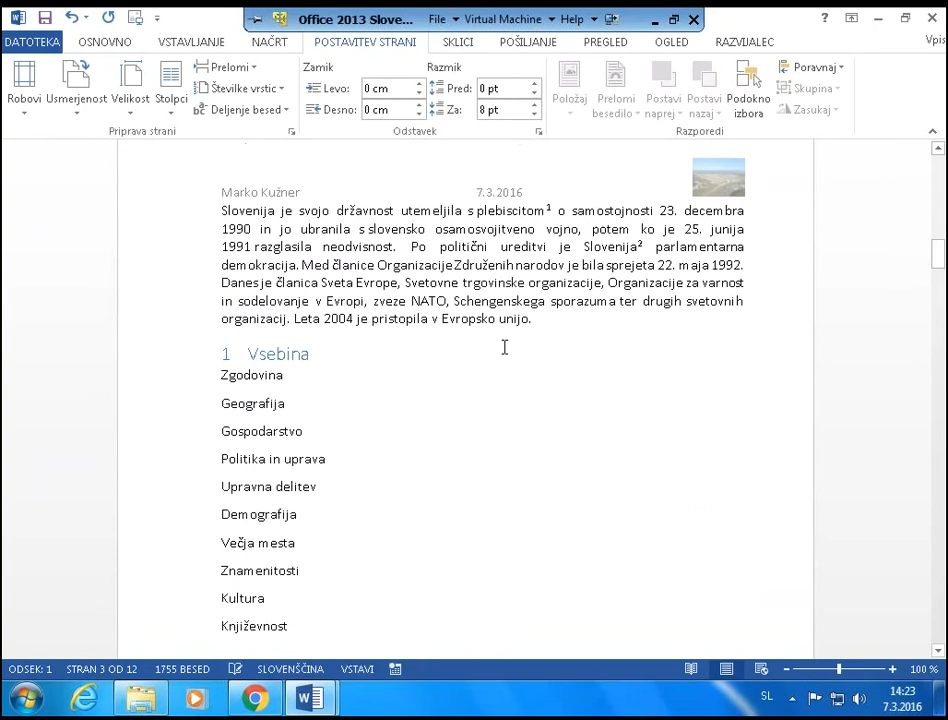 Office 2013 Slove...
File
Virtual Machine
Help
DATOTEKA
OSNOVNO
VSTAVLJANJE
NAČRT
POSTAVITEV STRANI
SKLICI
POŠILJANJE
PREGLED
OGLED
RAZVIJALEC
Vpis
Robovi
Usmerjenost
Velikost
Stolpci
Prelomi
Številke vrstic
Deljenje besed
Priprava strani
Zamik
Levo: 0 cm
Desno: 0 cm
Razmik
Pred: 0 pt
Za: 8 pt
Odstavek
Položaj
Prelomi besedilo
Postavi naprej
Postavi nazaj
Podokno izbora
Poravnaj
Skupina
Zasukaj
Razporedi
Marko Kužner 7.3.2016
Slovenija je svojo državnost utemeljila s plebiscitom¹ o samostojnosti 23. decembra
1990 in jo ubranila s slovensko osamosvojitveno vojno, potem ko je 25. junija
1991 razglasila neodvisnost. Po politični ureditvi je Slovenija² parlamentarna
demokracija. Med članice Organizacije Združenih narodov je bila sprejeta 22. maja 1992.
Danes je članica Sveta Evrope, Svetovne trgovinske organizacije, Organizacije za varnost
in sodelovanje v Evropi, zveze NATO, Schengenskega sporazuma ter drugih svetovnih
organizacij. Leta 2004 je pristopila v Evropsko unijo.
1 Vsebina
Zgodovina
Geografija
Gospodarstvo
Politika in uprava
Upravna delitev
Demografija
Večja mesta
Znamenitosti
Kultura
Književnost
ODSEK: 1 STRAN 3 OD 12 1755 BESED SLOVENŠČINA VSTAVI 100 %
SL 14:23
7.3.2016